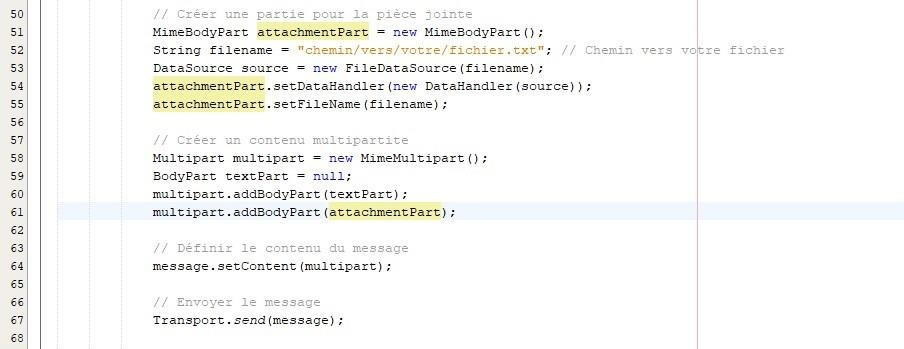 50 // Créer une partie pour la pièce jointe
51 MimeBodyPart attachmentPart = new MimeBodyPart();
52 String filename = "chemin/vers/votre/fichier.txt"; // Chemin vers votre fichier
53 DataSource source = new FileDataSource(filename);
54 attachmentPart.setDataHandler(new DataHandler(source));
55 attachmentPart.setFileName(filename);
56
57 // Créer un contenu multipartite
58 Multipart multipart = new MimeMultipart();
59 BodyPart textPart = null;
60 multipart.addBodyPart(textPart);
61 multipart.addBodyPart(attachmentPart);
62
63 // Définir le contenu du message
64 message.setContent(multipart);
65
66 // Envoyer le message
67 Transport.send(message);
68